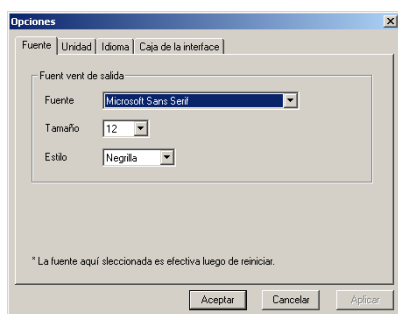 Opciones
Fuente Unidad Idioma Caja de la interface
Fuent vent de salida
Fuente Microsoft Sans Serif
Tamaño 12
Estilo Negrilla
* La fuente aquí sleccionada es efectiva luego de reiniciar.
Aceptar Cancelar Aplicar